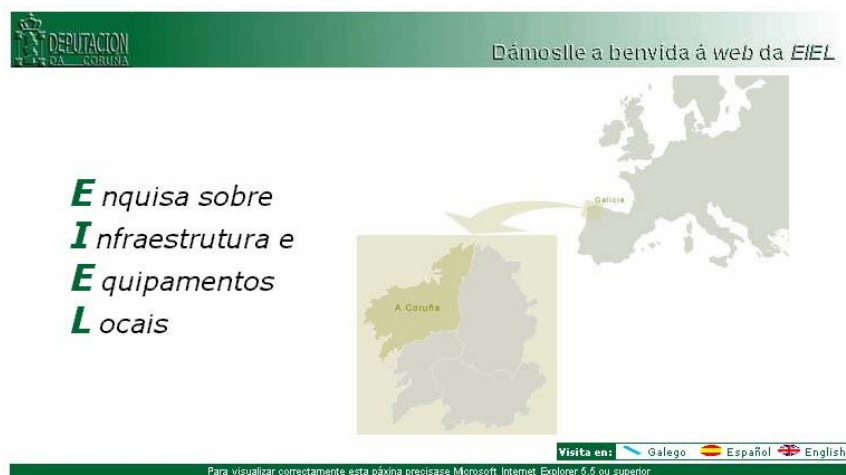 DEPUTACIÓN
DA CORUÑA
Dámoslle a benvida á web da EIEL
E nquisa sobre
I nfraestrutura e
E quipamentos
L ocais
Galicia
A Coruña
Visita en: Galego Español English
Para visualizar correctamente esta páxina precisase Microsoft Internet Explorer 5.5 ou superior